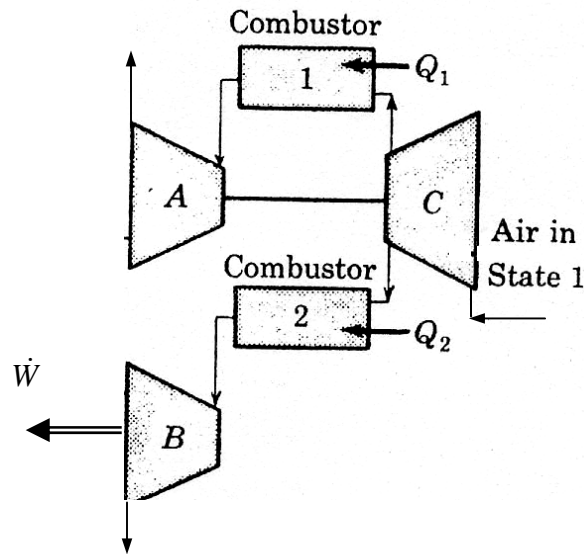 Combustor
1
Q1
A
C
Air in
State 1
Combustor
2
Q2
Ẇ
B